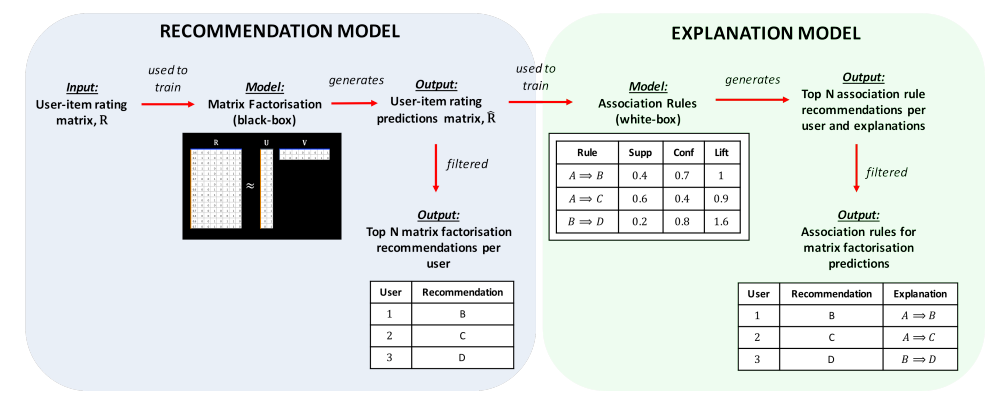 RECOMMENDATION MODEL
Input:
User-item rating
matrix, R
used to
train
Model:
Matrix Factorisation
(black-box)
R U V
≈
generates
Output:
User-item rating
predictions matrix, R̂
filtered
Output:
Top N matrix factorisation
recommendations per
user
User Recommendation
1 B
2 C
3 D
used to
train
EXPLANATION MODEL
Model:
Association Rules
(white-box)
Rule Supp Conf Lift
A ⟹ B 0.4 0.7 1
A ⟹ C 0.6 0.4 0.9
B ⟹ D 0.2 0.8 1.6
generates
Output:
Top N association rule
recommendations per
user and explanations
filtered
Output:
Association rules for
matrix factorisation
predictions
User Recommendation Explanation
1 B A ⟹ B
2 C A ⟹ C
3 D B ⟹ D